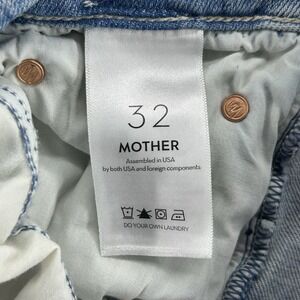 32
MOTHER
Assembled in USA
by both USA and foreign components
DO YOUR OWN LAUNDRY